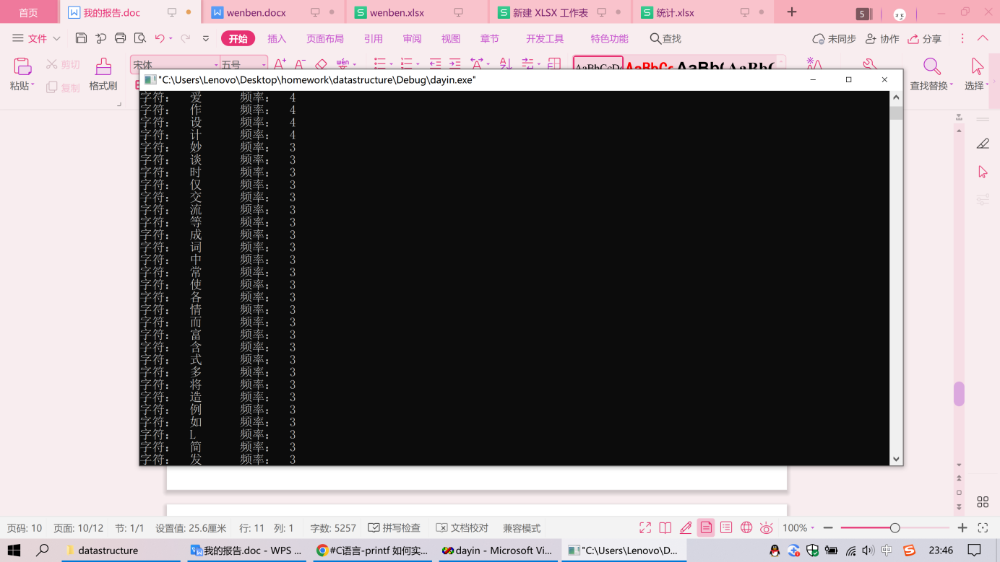 首页 我的报告.doc wenben.docx wenben.xlsx 新建 XLSX 工作表 统计.xlsx 5
文件 开始 插入 页面布局 引用 审阅 视图 章节 开发工具 特色功能 查找 未同步 协作 分享
粘贴 剪切 复制 格式刷 宋体 五号 wén AaBbCcDd AaBbCc AaBbC AaBbC 查找替换 选择
"C:\Users\Lenovo\Desktop\homework\datastructure\Debug\dayin.exe"
字符： 爱 频率： 4
字符： 作 频率： 4
字符： 设 频率： 4
字符： 计 频率： 4
字符： 妙 频率： 3
字符： 谈 频率： 3
字符： 时 频率： 3
字符： 仅 频率： 3
字符： 交 频率： 3
字符： 流 频率： 3
字符： 等 频率： 3
字符： 成 频率： 3
字符： 词 频率： 3
字符： 中 频率： 3
字符： 常 频率： 3
字符： 使 频率： 3
字符： 各 频率： 3
字符： 情 频率： 3
字符： 而 频率： 3
字符： 富 频率： 3
字符： 含 频率： 3
字符： 式 频率： 3
字符： 多 频率： 3
字符： 将 频率： 3
字符： 造 频率： 3
字符： 例 频率： 3
字符： 如 频率： 3
字符： L 频率： 3
字符： 简 频率： 3
字符： 发 频率： 3
页码: 10 页面: 10/12 节: 1/1 设置值: 25.6厘米 行: 11 列: 1 字数: 5257 拼写检查 文档校对 兼容模式 100%
datastructure 我的报告.doc - WPS ... #C语言-printf 如何实... dayin - Microsoft Vi... "C:\Users\Lenovo\D... 中 23:46